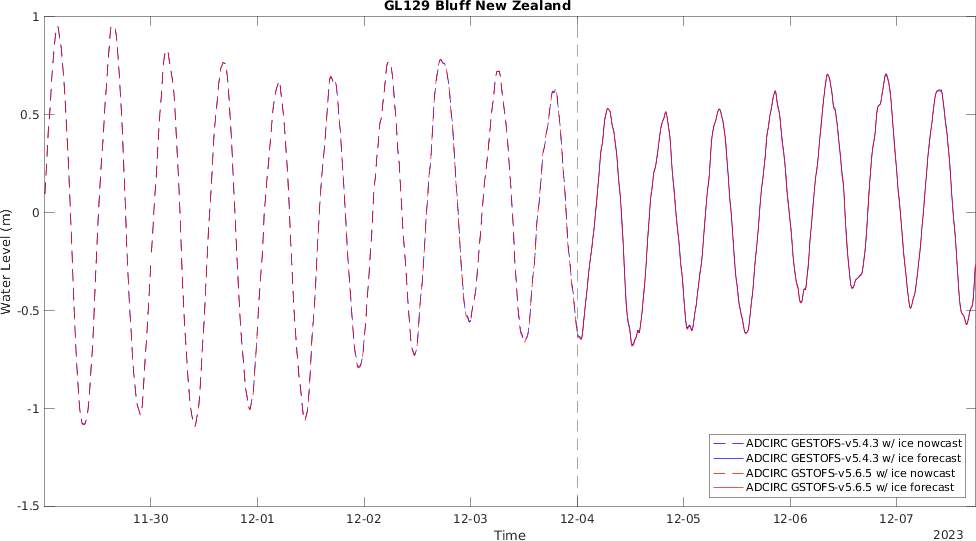 GL129 Bluff New Zealand
1
0.5
0
-0.5
-1
-1.5
Water Level (m)
11-30
12-01
12-02
12-03
12-04
12-05
12-06
12-07
Time
2023
ADCIRC GESTOFS-v5.4.3 w/ ice nowcast
ADCIRC GESTOFS-v5.4.3 w/ ice forecast
ADCIRC GSTOFS-v5.6.5 w/ ice nowcast
ADCIRC GSTOFS-v5.6.5 w/ ice forecast